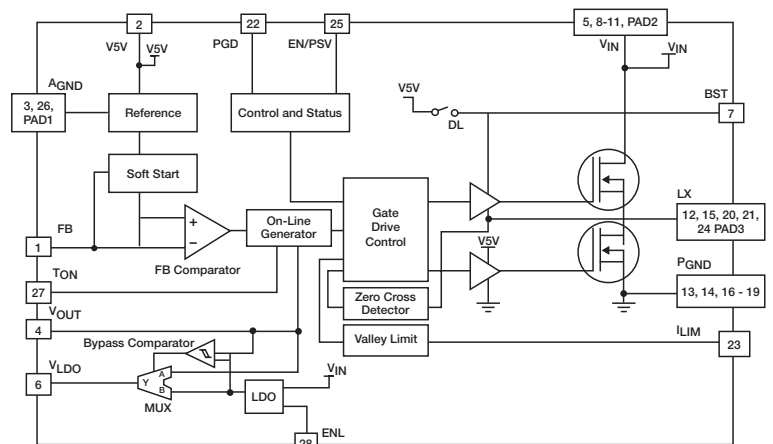 2
22
25
5, 8-11, PAD2
V5V
V5V
PGD
EN/PSV
VIN
VIN
AGND
3, 26,
PAD1
Reference
Control and Status
V5V
DL
BST
7
Soft Start
FB
1
+
−
FB Comparator
On-Line
Generator
Gate
Drive
Control
LX
12, 15, 20, 21,
24 PAD3
V5V
TON
27
PGND
13, 14, 16 - 19
Zero Cross
Detector
VOUT
4
Bypass Comparator
Valley Limit
ILIM
23
VLDO
6
Y
A
B
MUX
LDO
VIN
ENL
28